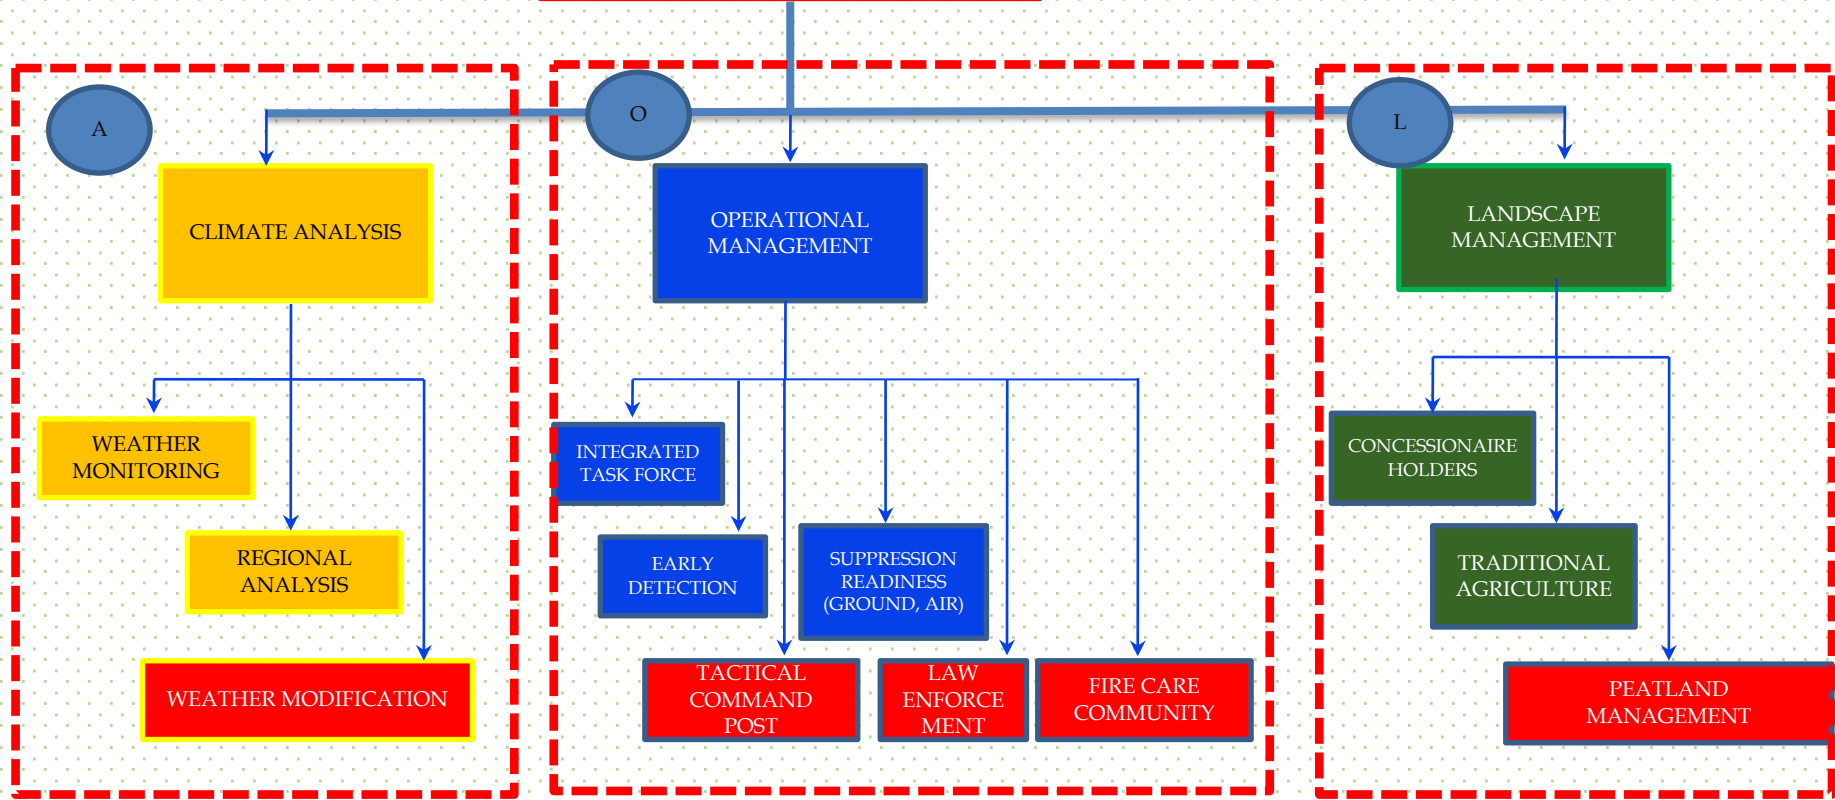 A
O
L
CLIMATE ANALYSIS
OPERATIONAL
MANAGEMENT
LANDSCAPE
MANAGEMENT
WEATHER
MONITORING
REGIONAL
ANALYSIS
WEATHER MODIFICATION
INTEGRATED
TASK FORCE
EARLY
DETECTION
SUPPRESSION
READINESS
(GROUND, AIR)
TACTICAL
COMMAND
POST
LAW
ENFORCE
MENT
FIRE CARE
COMMUNITY
CONCESSIONAIRE
HOLDERS
TRADITIONAL
AGRICULTURE
PEATLAND
MANAGEMENT